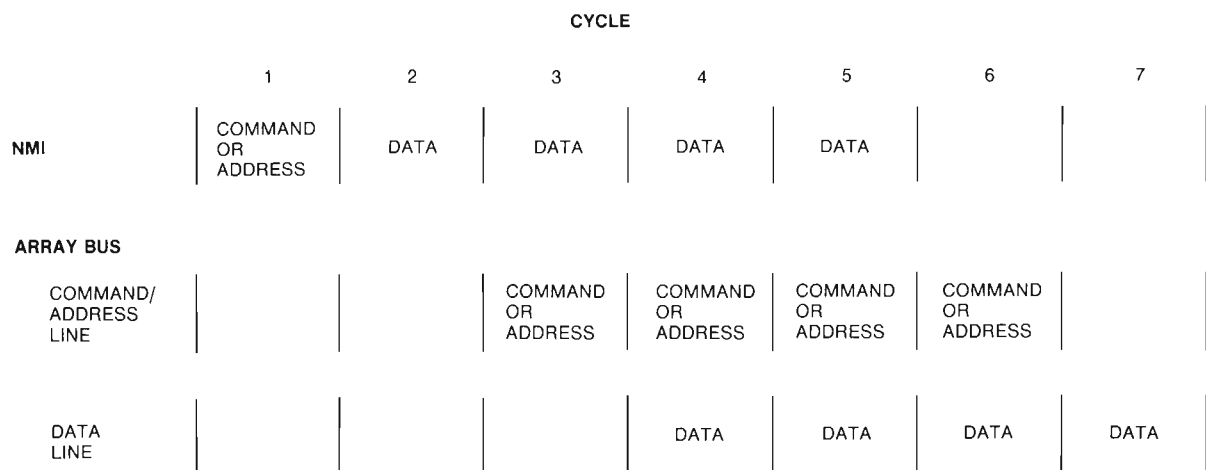 CYCLE
1 2 3 4 5 6 7
NMI
COMMAND
OR
ADDRESS
DATA DATA DATA DATA
ARRAY BUS
COMMAND/
ADDRESS
LINE
COMMAND
OR
ADDRESS
COMMAND
OR
ADDRESS
COMMAND
OR
ADDRESS
COMMAND
OR
ADDRESS
DATA
LINE
DATA DATA DATA DATA